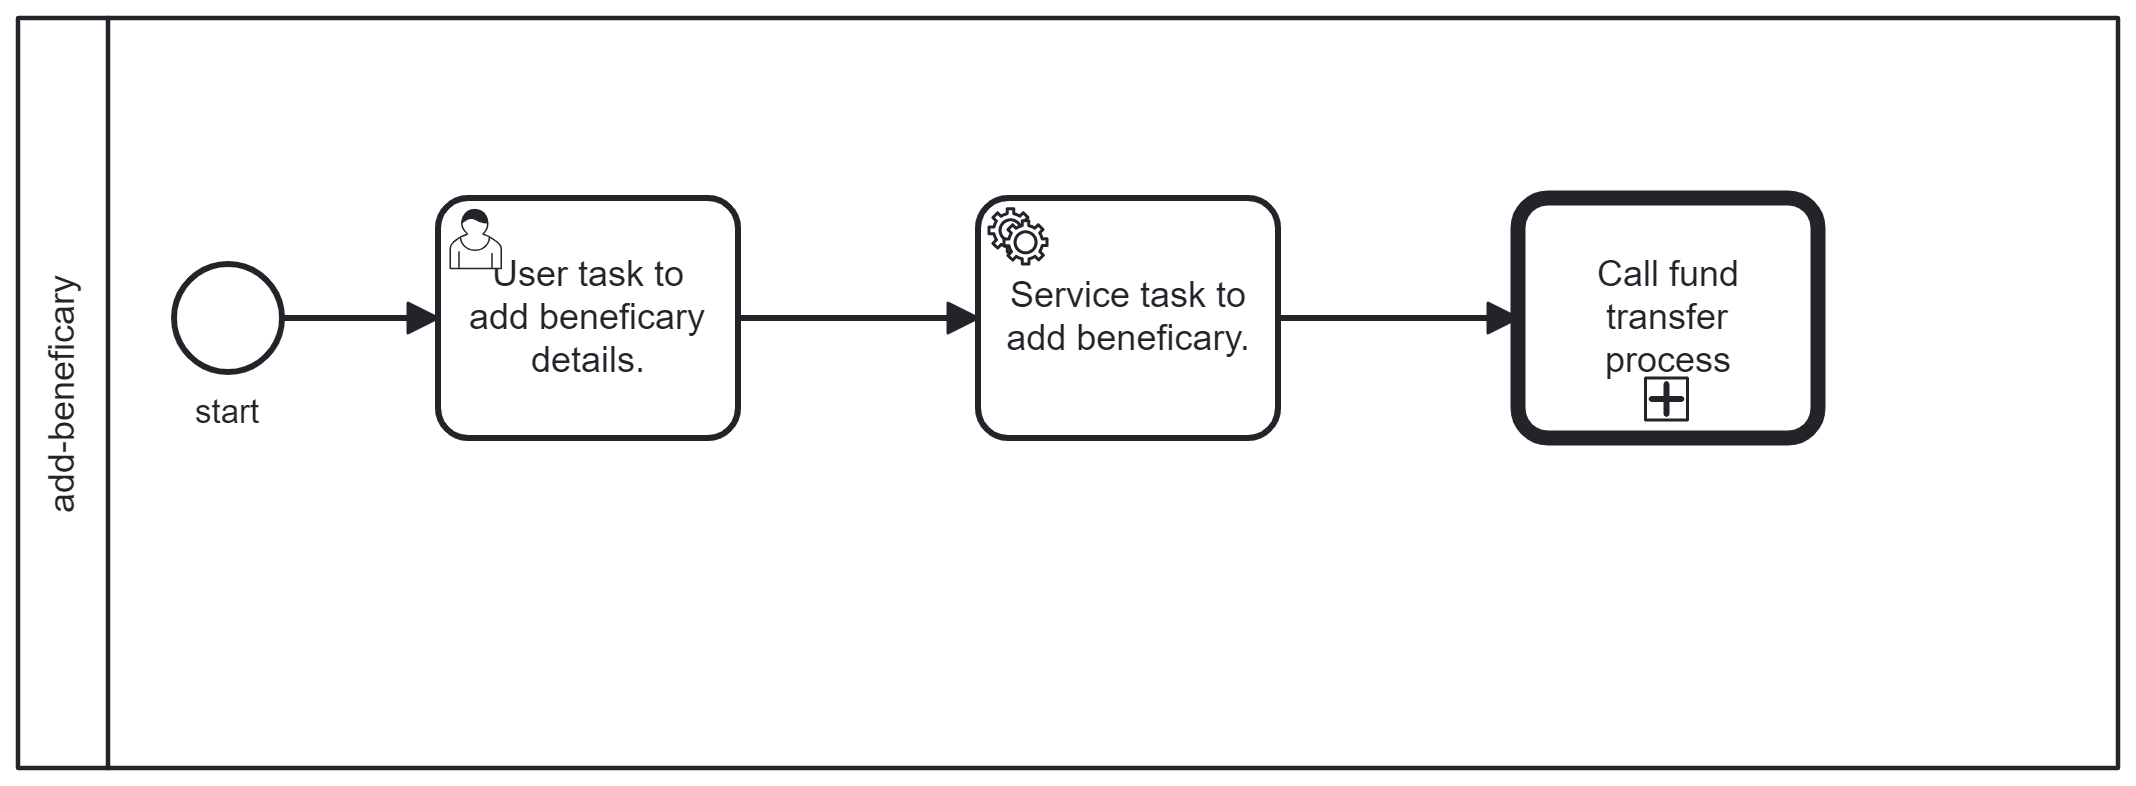 add-beneficary
start
User task to
add beneficary
details.
Service task to
add beneficary.
Call fund
transfer
process